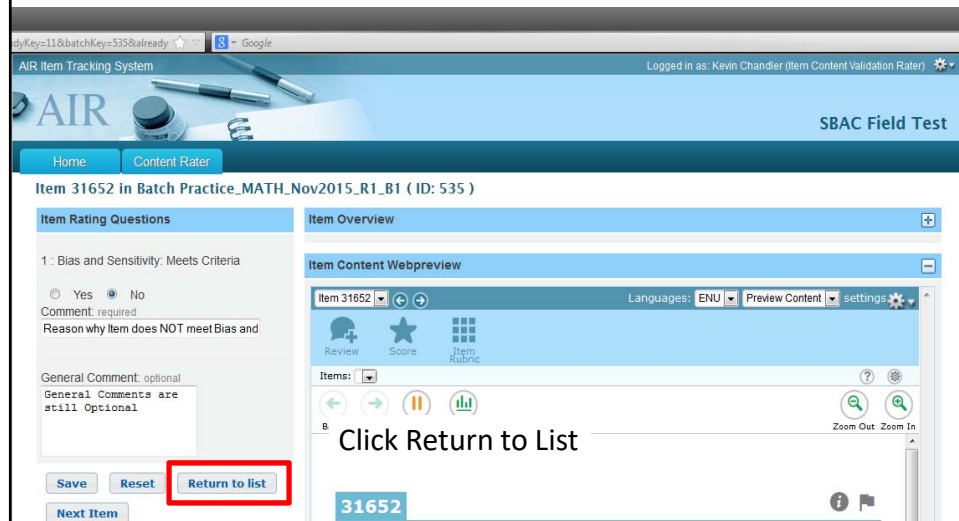 dyKey=11&batchKey=535&already
Google
AIR Item Tracking System
Logged in as: Kevin Chandler (Item Content Validation Rater)
AIR
SBAC Field Test
Home
Content Rater
Item 31652 in Batch Practice_MATH_Nov2015_R1_B1 ( ID: 535 )
Item Rating Questions
1 : Bias and Sensitivity: Meets Criteria
Yes No
Comment: required
Reason why Item does NOT meet Bias and
General Comment: optional
General Comments are
still Optional
Save Reset Return to list
Next Item
Item Overview
Item Content Webpreview
Item 31652
Languages: ENU Preview Content settings
Review Score Item
Rubric
Items:
Zoom Out Zoom In
Click Return to List
31652